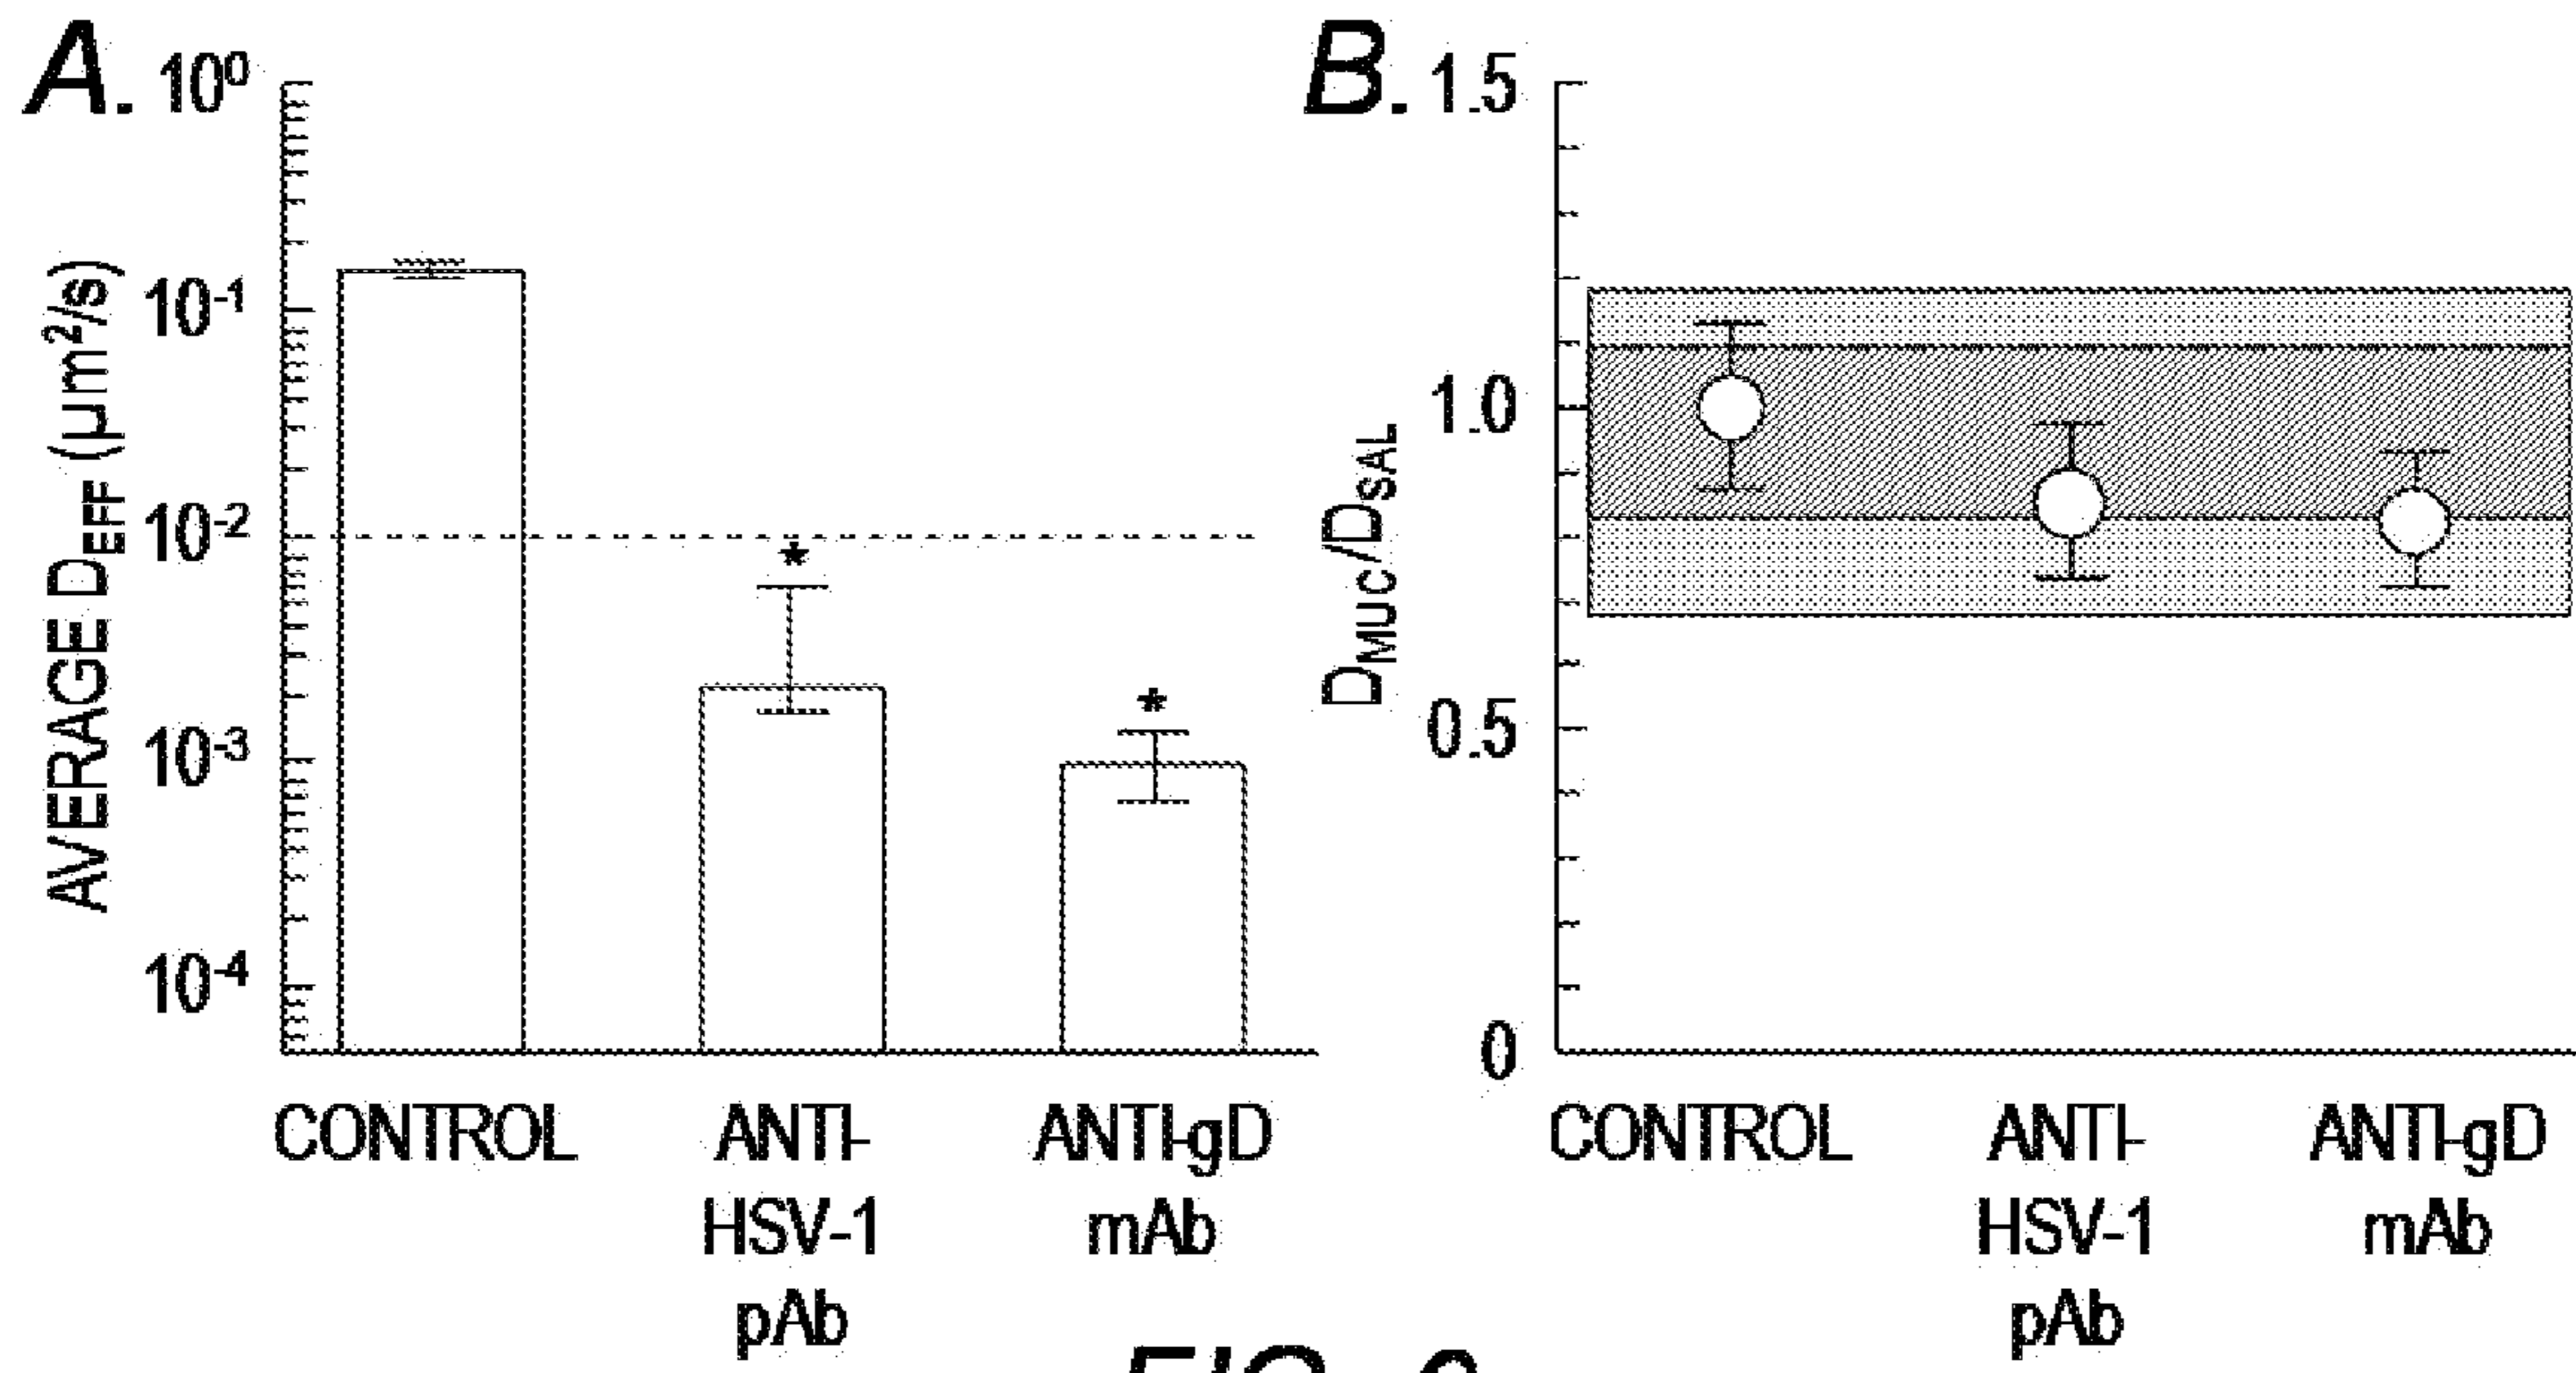 A.
10⁰
10⁻¹
10⁻²
10⁻³
10⁻⁴
AVERAGE D_EFF (µm²/s)
*
*
CONTROL
ANTI-
HSV-1
pAb
ANTI-gD
mAb
B.
1.5
1.0
0.5
0
D_MUC/D_SAL
CONTROL
ANTI-
HSV-1
pAb
ANTI-gD
mAb